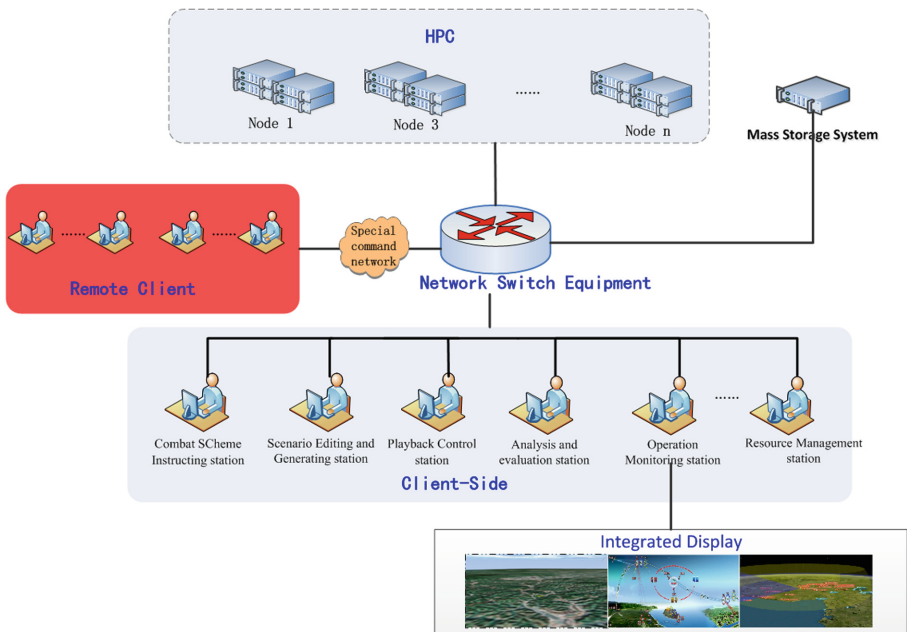 HPC
Node 1
Node 3
......
Node n
Mass Storage System
......
......
Remote Client
Special
command
network
Network Switch Equipment
Combat SCheme
Instructing station
Scenario Editing and
Generating station
Playback Control
station
Analysis and
evaluation station
Operation
Monitoring station
......
Resource Management
station
Client-Side
Integrated Display